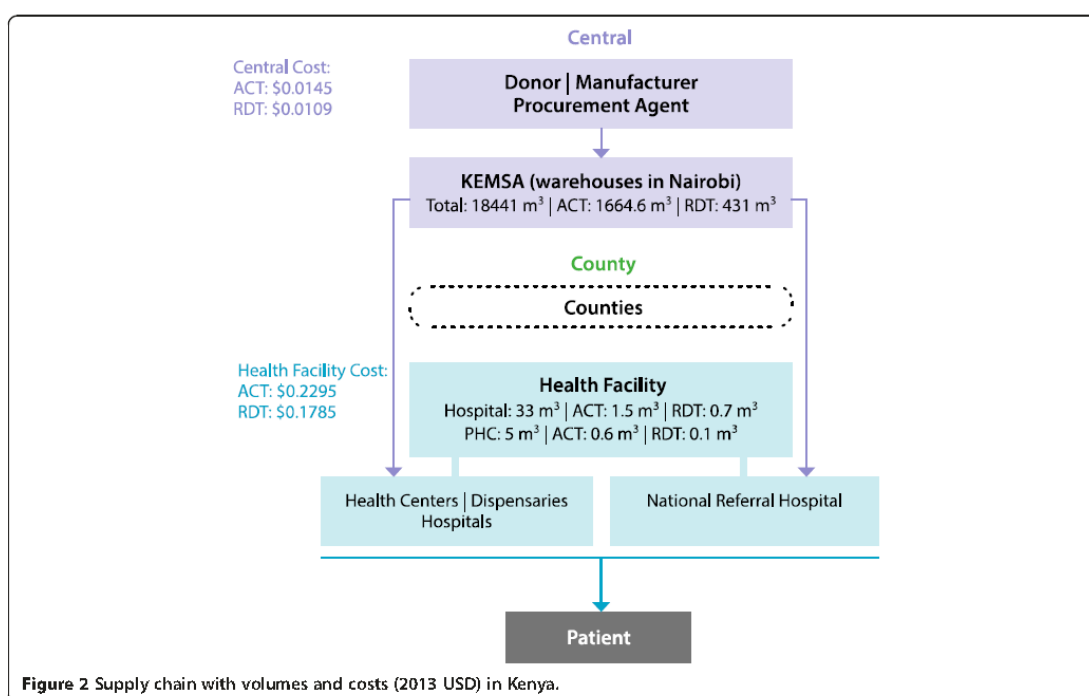 Central
Central Cost:
ACT: $0.0145
RDT: $0.0109
Donor | Manufacturer
Procurement Agent
KEMSA (warehouses in Nairobi)
Total: 18441 m³ | ACT: 1664.6 m³ | RDT: 431 m³
County
Counties
Health Facility Cost:
ACT: $0.2295
RDT: $0.1785
Health Facility
Hospital: 33 m³ | ACT: 1.5 m³ | RDT: 0.7 m³
PHC: 5 m³ | ACT: 0.6 m³ | RDT: 0.1 m³
Health Centers | Dispensaries
Hospitals
National Referral Hospital
Patient
Figure 2 Supply chain with volumes and costs (2013 USD) in Kenya.